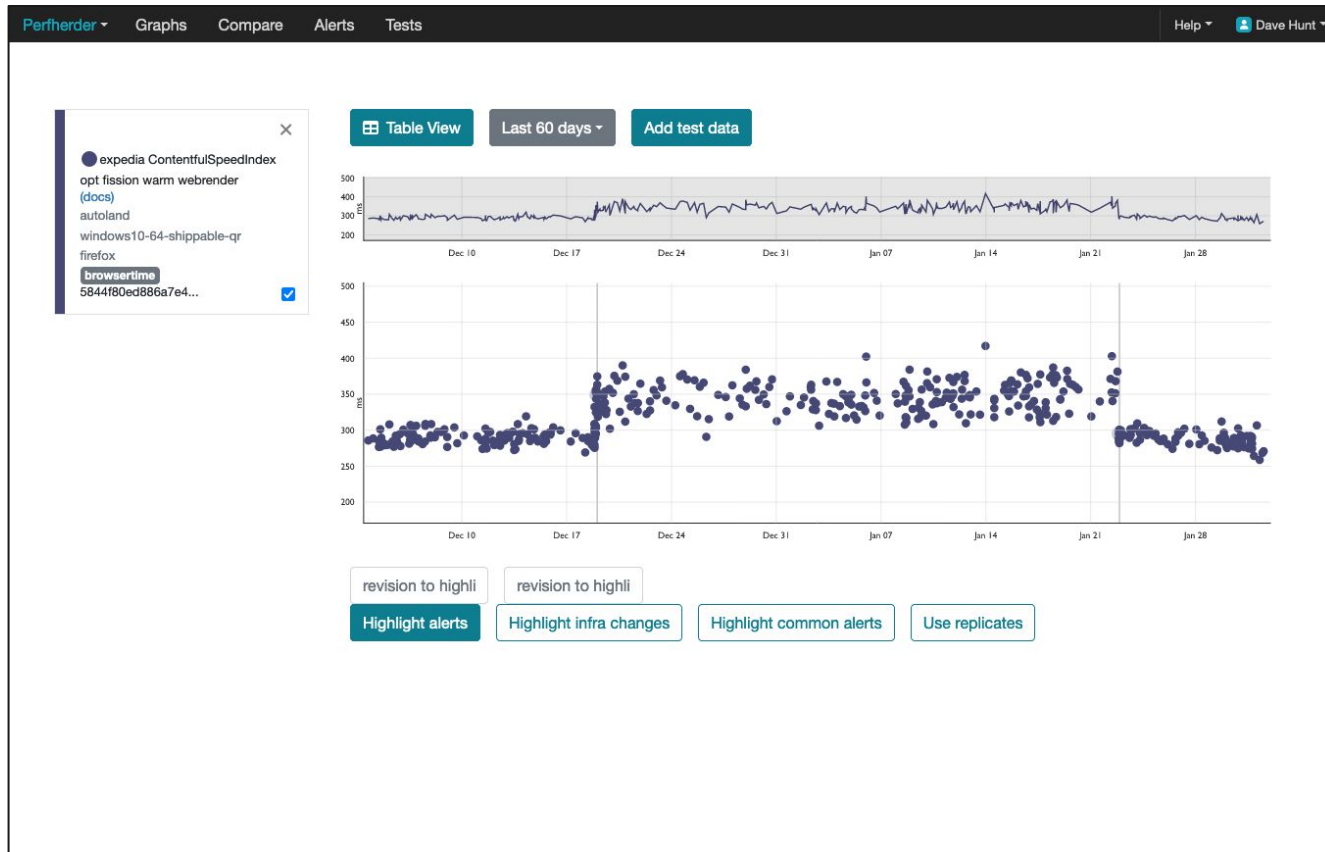 Perfherder Graphs Compare Alerts Tests Help Dave Hunt
×
expedia ContentfulSpeedIndex
opt fission warm webrender
(docs)
autoland
windows10-64-shippable-qr
firefox
browsertime
5844f80ed886a7e4...
Table View Last 60 days Add test data
500
400
300
200
ms
Dec 10 Dec 17 Dec 24 Dec 31 Jan 07 Jan 14 Jan 21 Jan 28
500
450
400
350
300
250
200
ms
Dec 10 Dec 17 Dec 24 Dec 31 Jan 07 Jan 14 Jan 21 Jan 28
revision to highli revision to highli
Highlight alerts Highlight infra changes Highlight common alerts Use replicates